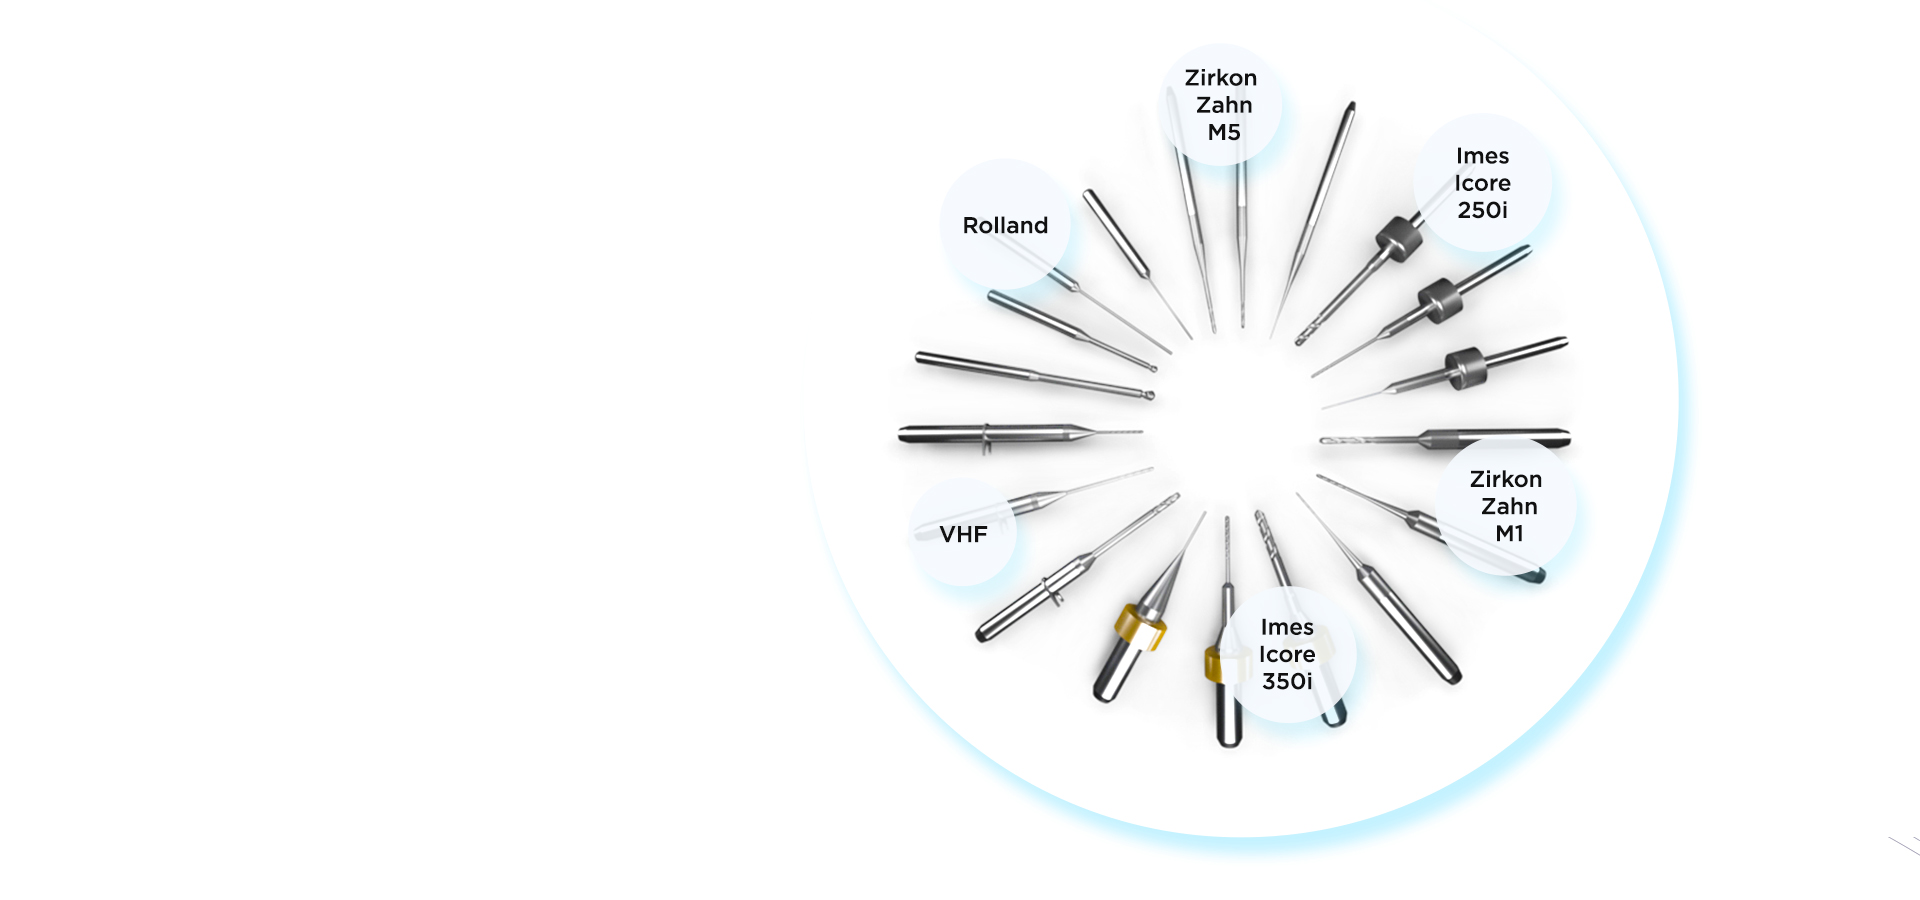 Zirkon
Zahn
M5
Imes
Icore
250i
Rolland
Zirkon
Zahn
M1
VHF
Imes
Icore
350i